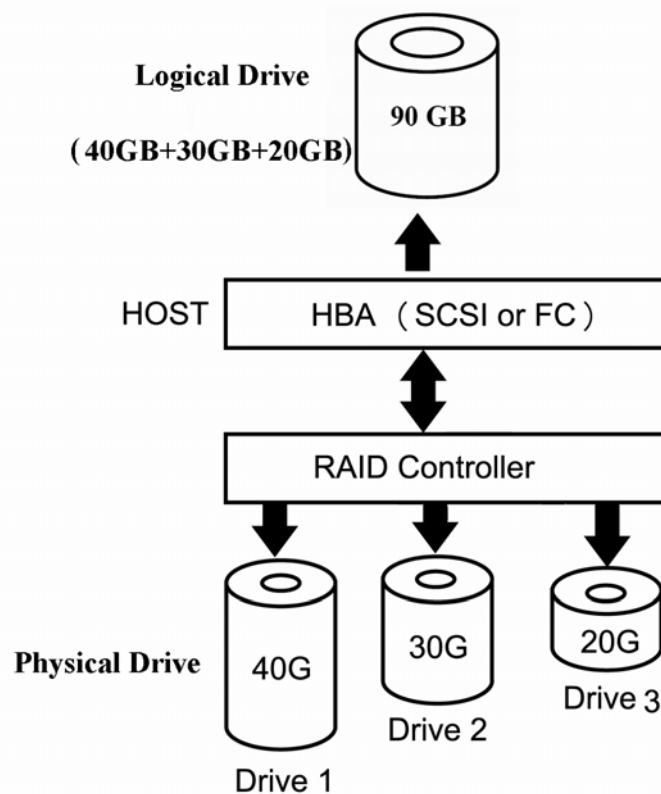 Logical Drive
90 GB
(40GB+30GB+20GB)
HOST
HBA ( SCSI or FC )
RAID Controller
Physical Drive
40G
30G
20G
Drive 1
Drive 2
Drive 3